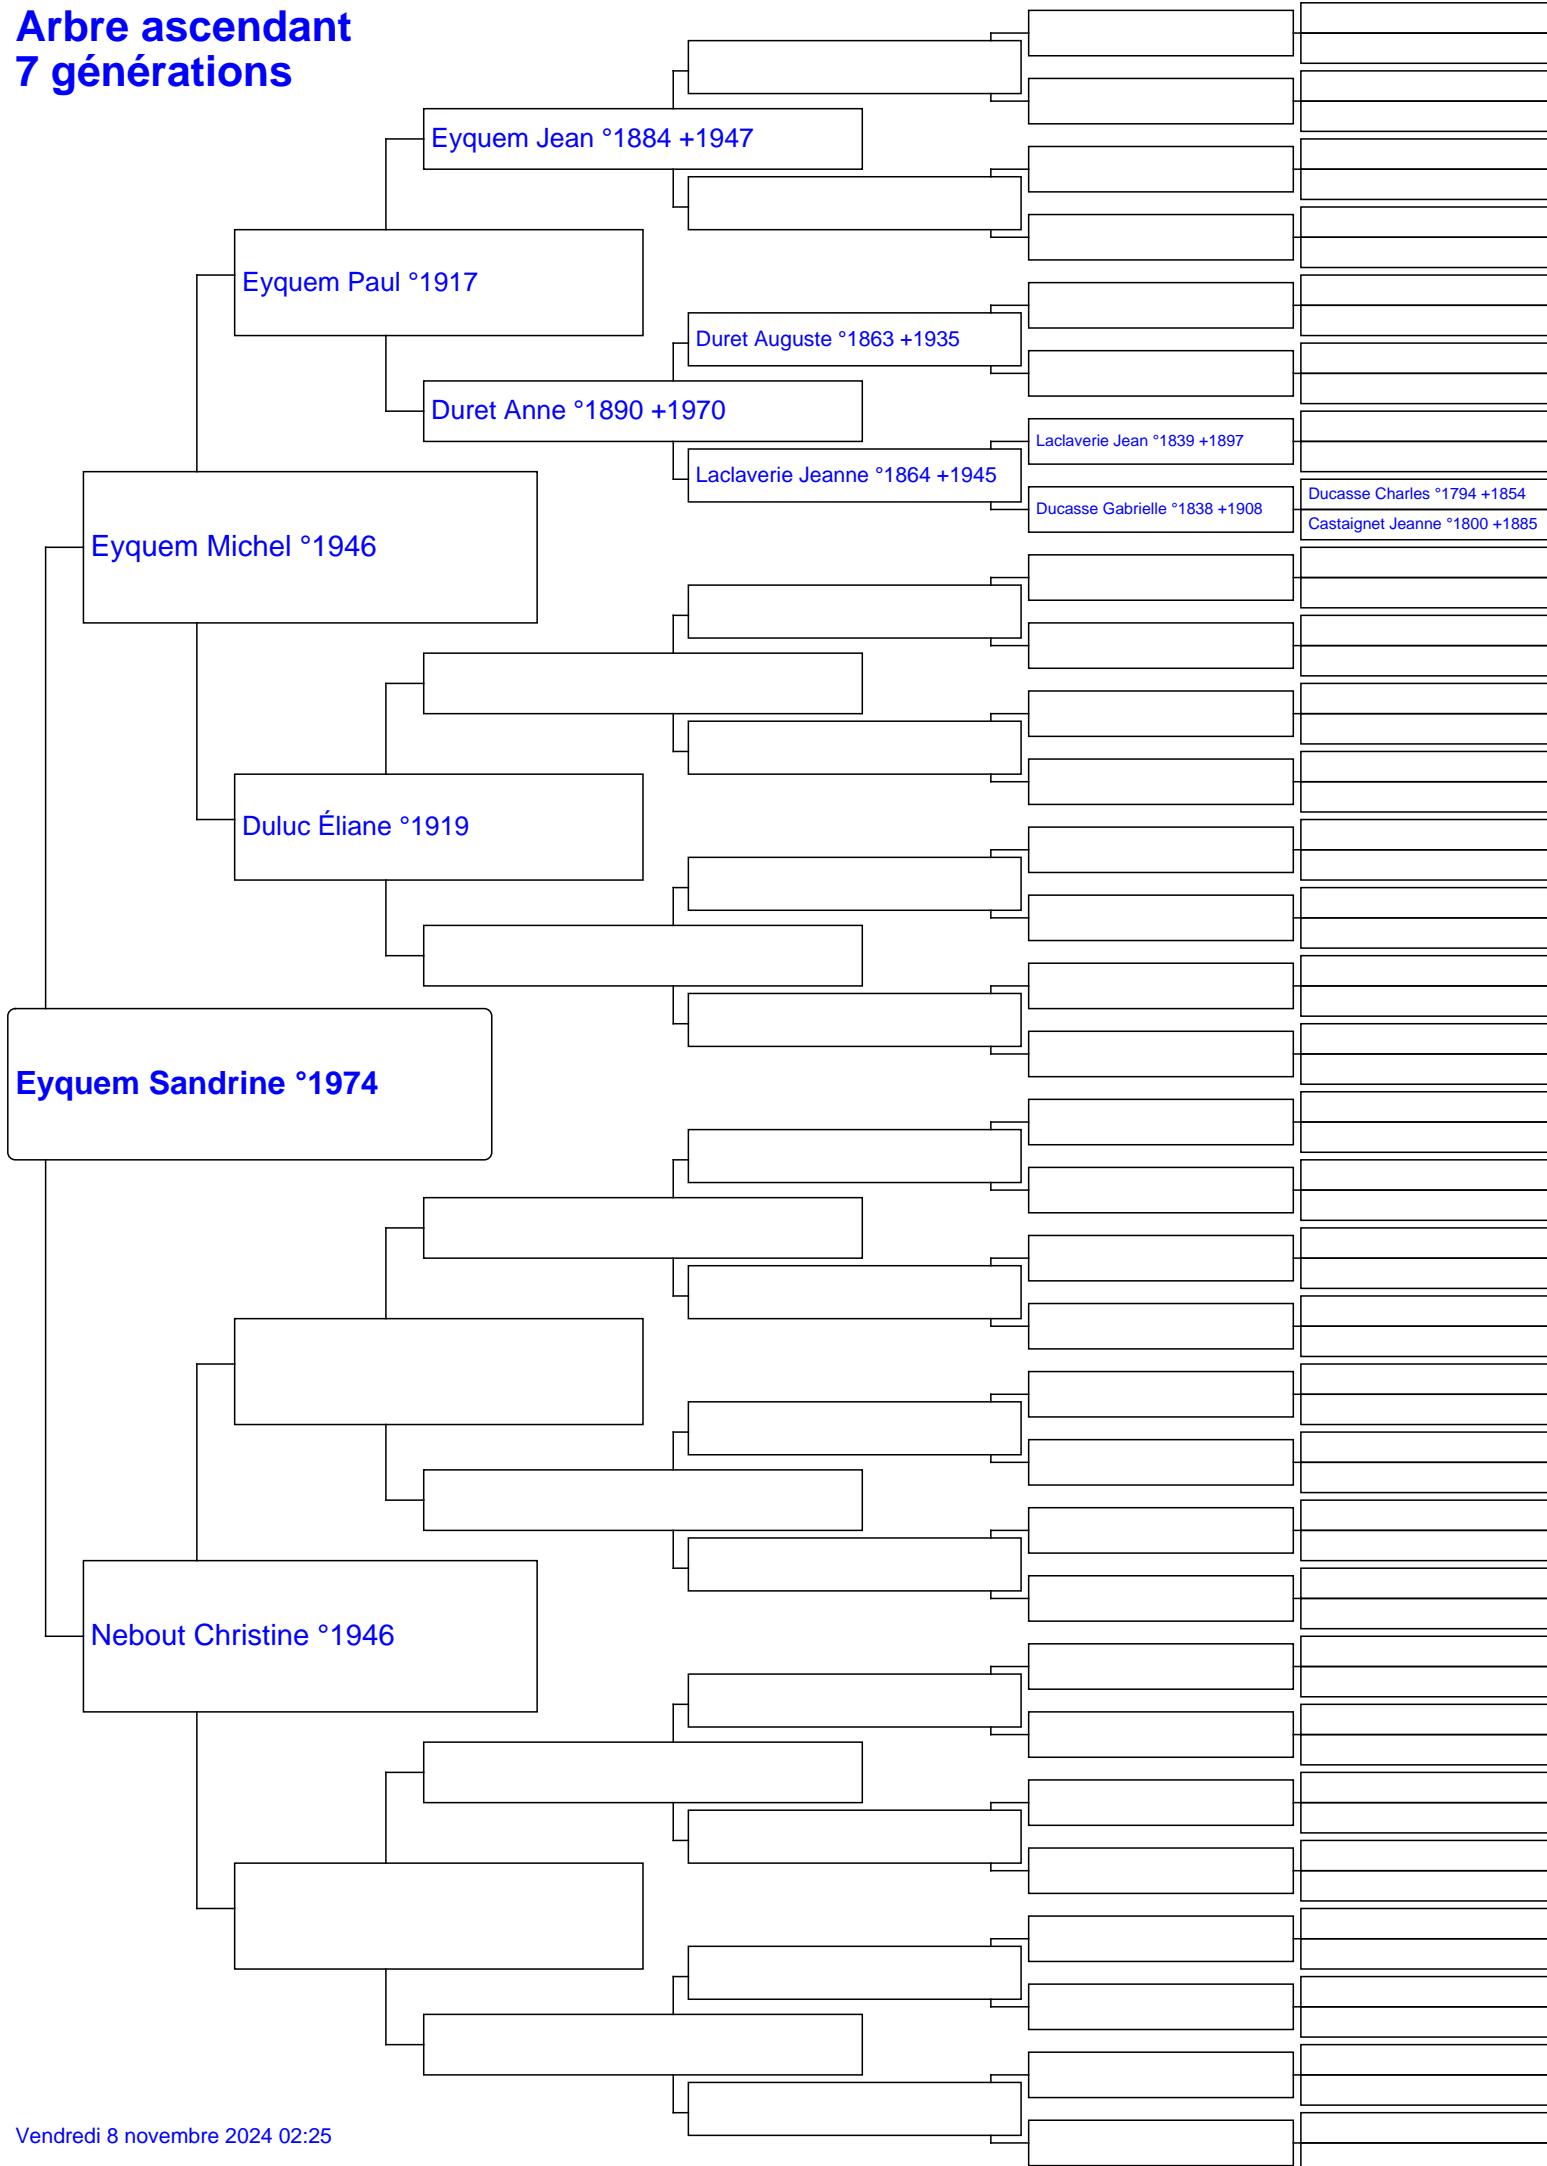 Arbre ascendant
7 générations
Eyquem Jean °1884 +1947
Eyquem Paul °1917
Duret Auguste °1863 +1935
Duret Anne °1890 +1970
Laclaverie Jean °1839 +1897
Laclaverie Jeanne °1864 +1945
Ducasse Charles °1794 +1854
Ducasse Gabrielle °1838 +1908
Castaignet Jeanne °1800 +1885
Eyquem Michel °1946
Duluc Éliane °1919
Eyquem Sandrine °1974
Nebout Christine °1946
Vendredi 8 novembre 2024 02:25